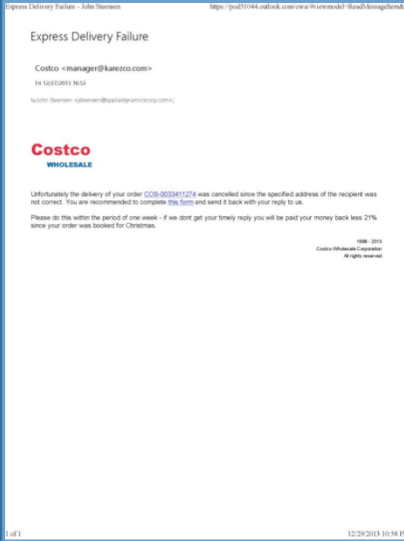 Express Delivery Failure - John Steensen
https://pod51044.outlook.com/owa/#viewmodel=ReadMessageItem&
Express Delivery Failure
Costco <manager@karezco.com>
Fri 12/27/2013 16:53
To:John Steensen
Costco
WHOLESALE
Unfortunately the delivery of your order COS-0033411274 was cancelled since the specified address of the recipient was
not correct. You are recommended to complete this form and send it back with your reply to us.
Please do this within the period of one week - if we dont get your timely reply you will be paid your money back less 21%
since your order was booked for Christmas.
1998 - 2013
Costco Wholesale Corporation
All rights reserved
1 of 1
12/29/2013 10:58 P